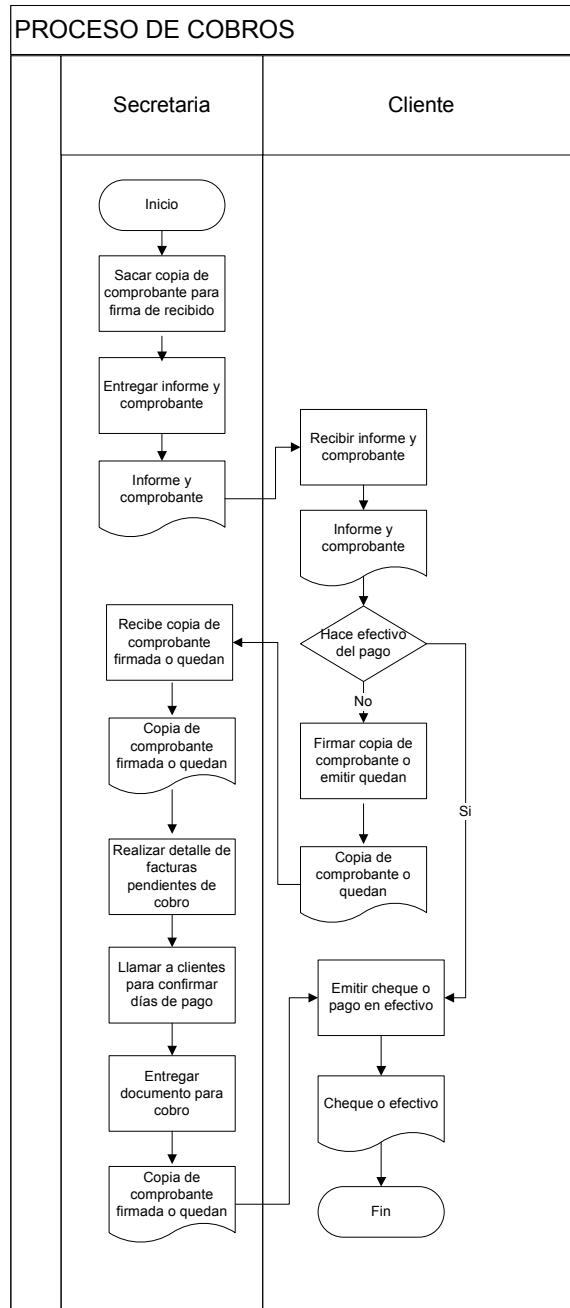 PROCESO DE COBROS
Secretaria
Cliente
Inicio
Sacar copia de
comprobante para
firma de recibido
Entregar informe y
comprobante
Informe y
comprobante
Recibir informe y
comprobante
Informe y
comprobante
Hace efectivo
del pago
No
Si
Firmar copia de
comprobante o
emitir quedan
Copia de
comprobante o
quedan
Recibe copia de
comprobante
firmada o quedan
Copia de
comprobante
firmada o quedan
Realizar detalle de
facturas
pendientes de
cobro
Llamar a clientes
para confirmar
días de pago
Entregar
documento para
cobro
Copia de
comprobante
firmada o quedan
Emitir cheque o
pago en efectivo
Cheque o efectivo
Fin